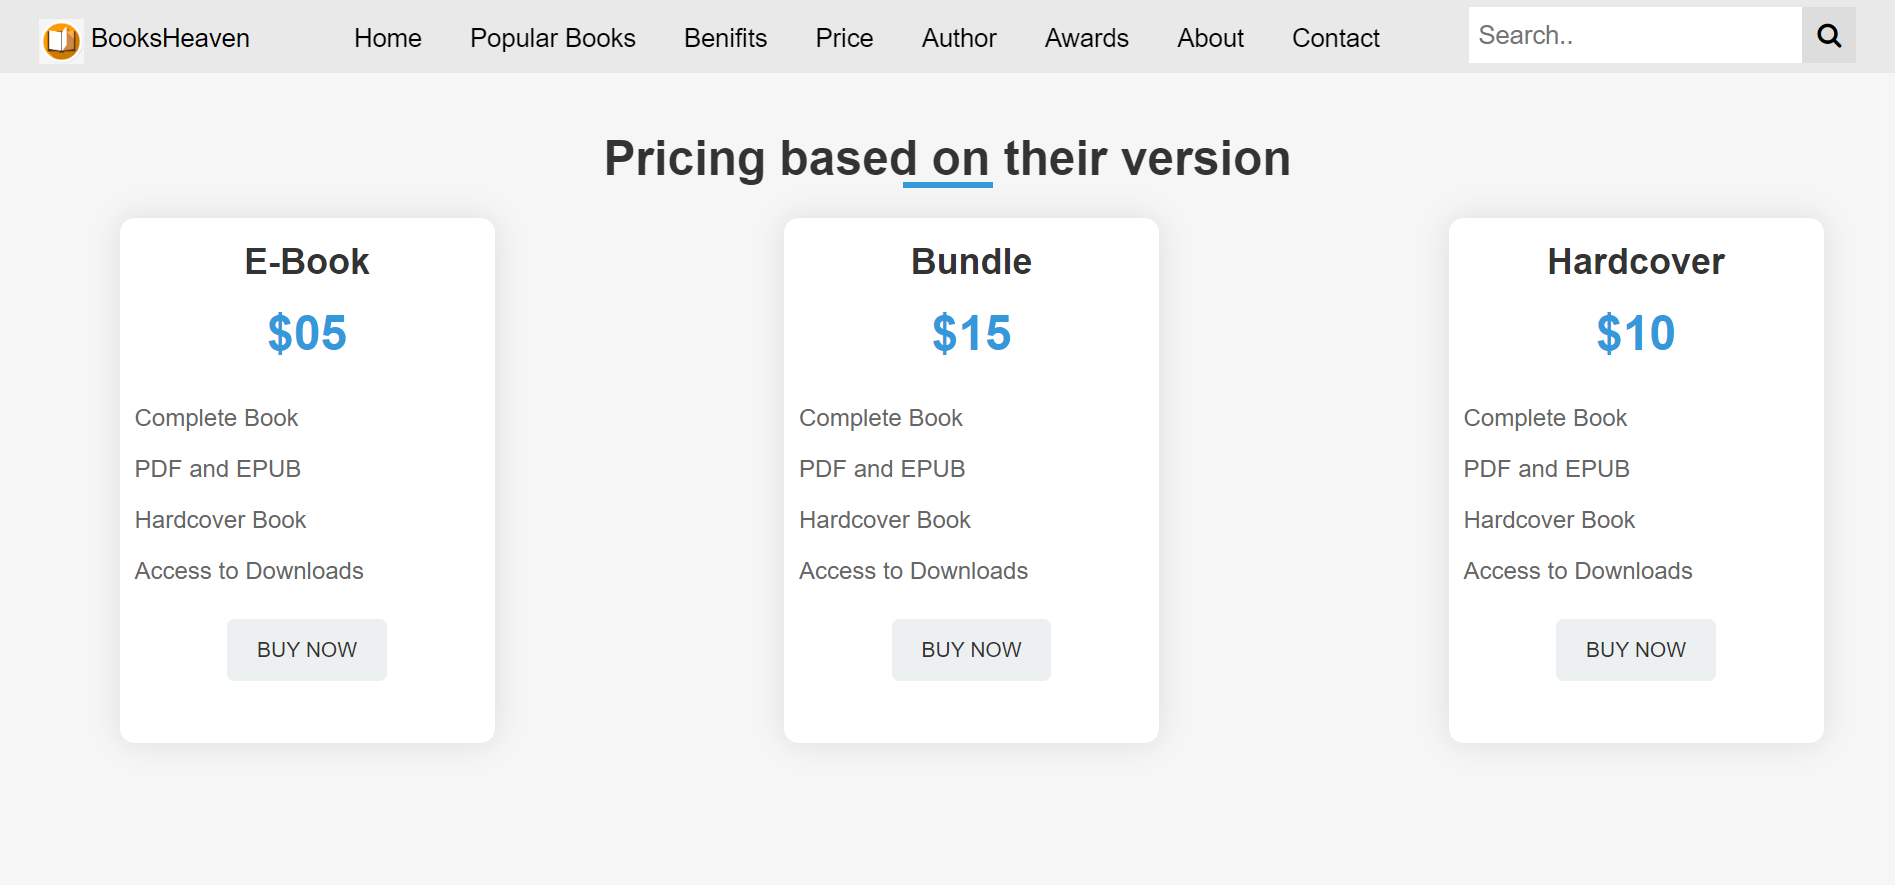 BooksHeaven Home Popular Books Benifits Price Author Awards About Contact Search..
Pricing based on their version
E-Book
$05
Complete Book
PDF and EPUB
Hardcover Book
Access to Downloads
BUY NOW
Bundle
$15
Complete Book
PDF and EPUB
Hardcover Book
Access to Downloads
BUY NOW
Hardcover
$10
Complete Book
PDF and EPUB
Hardcover Book
Access to Downloads
BUY NOW